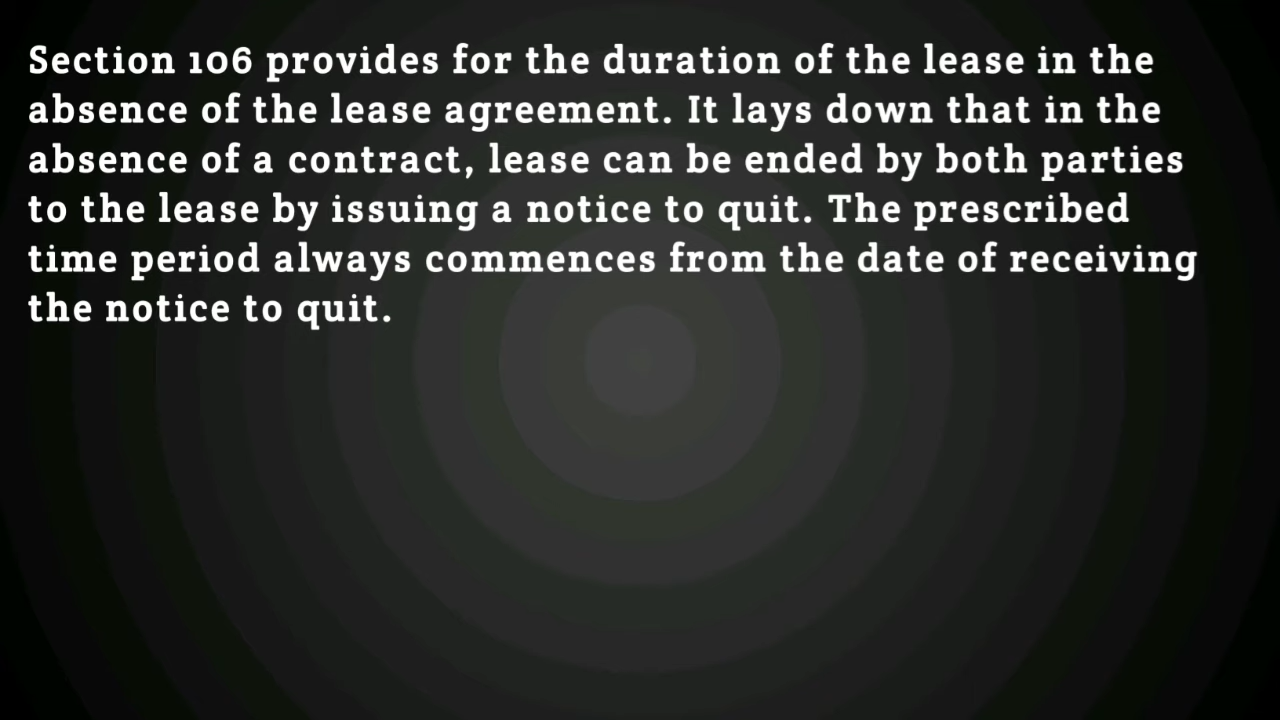 Section 106 provides for the duration of the lease in the
absence of the lease agreement. It lays down that in the
absence of a contract, lease can be ended by both parties
to the lease by issuing a notice to quit. The prescribed
time period always commences from the date of receiving
the notice to quit.